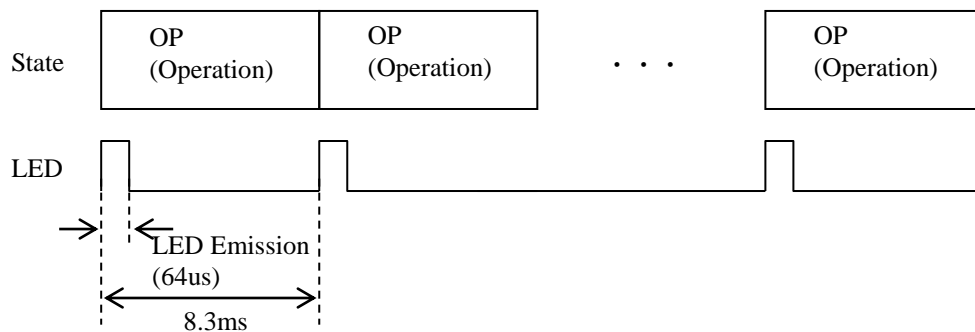 OP
(Operation)
OP
(Operation)
OP
(Operation)
State
. . .
LED
LED Emission
(64us)
8.3ms